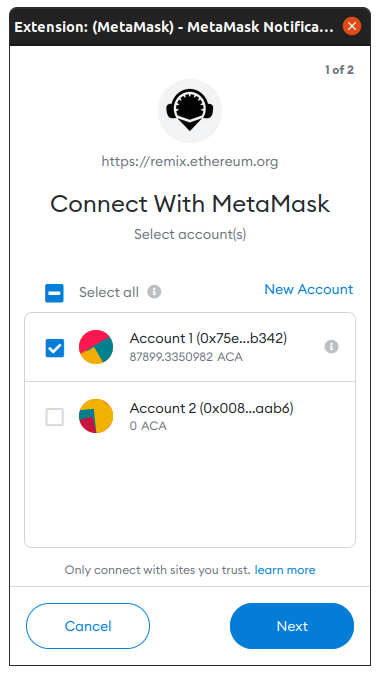 Extension: (MetaMask) - MetaMask Notifica...
1 of 2
https://remix.ethereum.org
Connect With MetaMask
Select account(s)
Select all
New Account
Account 1 (0x75e...b342)
87899.3350982 ACA
Account 2 (0x008...aab6)
0 ACA
Only connect with sites you trust. learn more
Cancel
Next